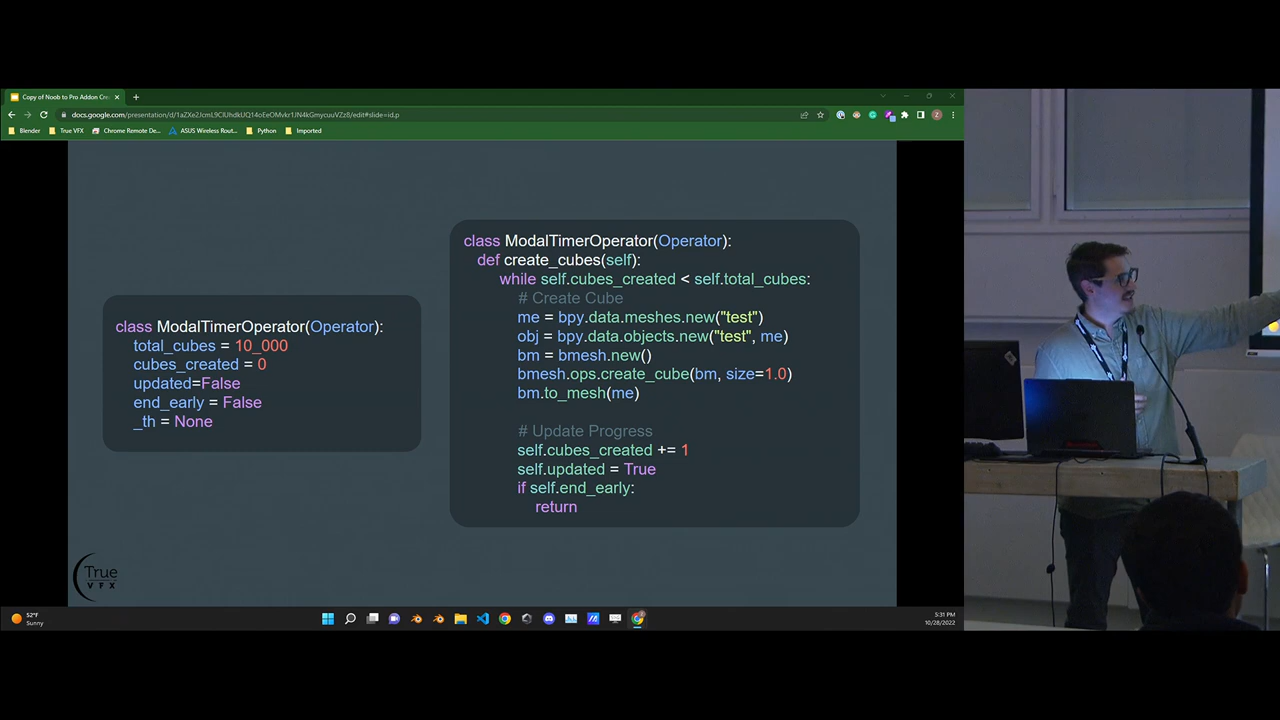 Copy of Noob to Pro Addon Cre
docs.google.com/presentation/d/
Blender
True VFX
Chrome Remote De...
ASUS Wireless Rout...
Python
Imported
class ModalTimerOperator(Operator):
total_cubes = 10_000
cubes_created = 0
updated=False
end_early = False
_th = None
class ModalTimerOperator(Operator):
def create_cubes(self):
while self.cubes_created < self.total_cubes:
# Create Cube
me = bpy.data.meshes.new("test")
obj = bpy.data.objects.new("test", me)
bm = bmesh.new()
bmesh.ops.create_cube(bm, size=1.0)
bm.to_mesh(me)
# Update Progress
self.cubes_created += 1
self.updated = True
if self.end_early:
return
True
VFX
52°F
Sunny
5:31 PM
10/28/2022